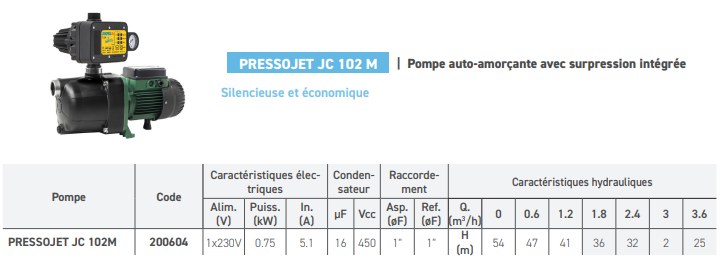 PRESSOJET JC 102 M | Pompe auto-amorçante avec surpression intégrée
Silencieuse et économique
Pompe Code Caractéristiques élec-triques Conden-sateur Raccorde-ment Caractéristiques hydrauliques
Alim. (V) Puiss. (kW) In. (A) µF Vcc Asp. (øF) Ref. (øF) Q. (m³/h) 0 0.6 1.2 1.8 2.4 3 3.6
PRESSOJET JC 102M 200604 1x230V 0.75 5.1 16 450 1" 1" H (m) 54 47 41 36 32 2 25